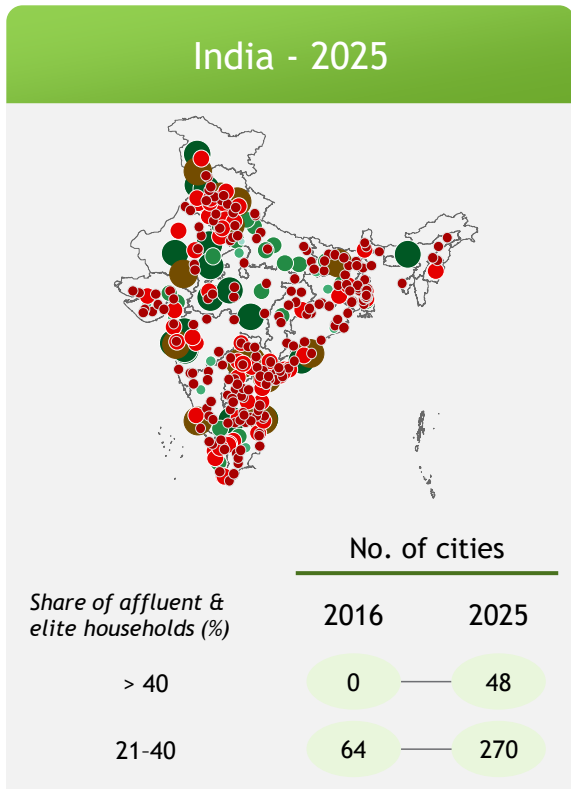 India - 2025
No. of cities
Share of affluent &
elite households (%)
2016 2025
> 40 0 48
21–40 64 270